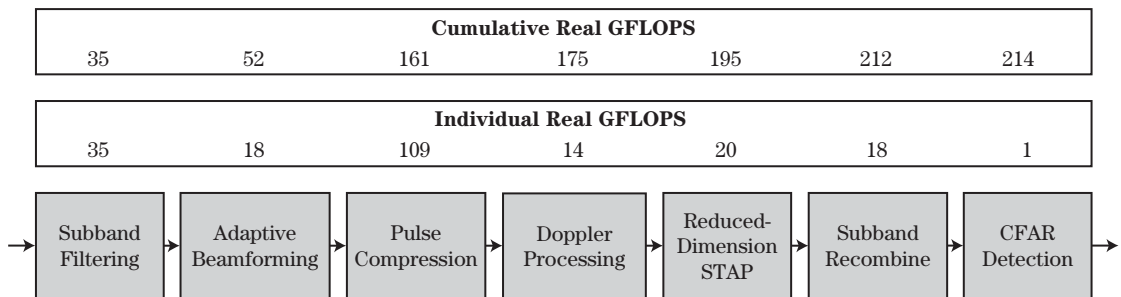 Cumulative Real GFLOPS
35 52 161 175 195 212 214
Individual Real GFLOPS
35 18 109 14 20 18 1
Subband
Filtering
Adaptive
Beamforming
Pulse
Compression
Doppler
Processing
Reduced-
Dimension
STAP
Subband
Recombine
CFAR
Detection